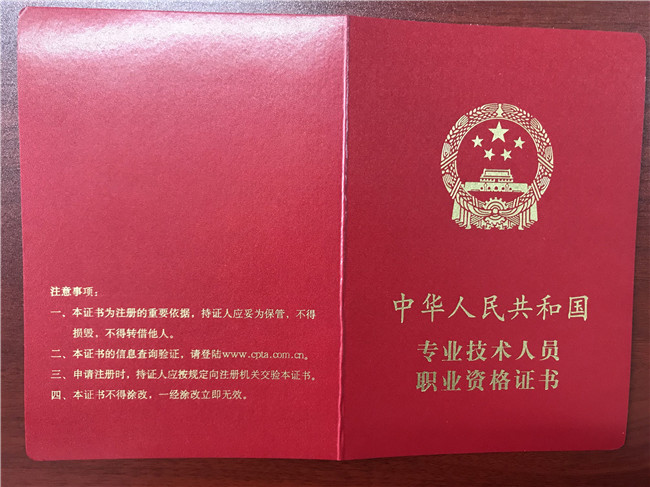 注意事项：
一、本证书为注册的重要依据，持证人应妥为保管，不得
损毁，不得转借他人。
二、本证书的信息查询验证，请登陆www.cpta.com.cn。
三、申请注册时，持证人应按规定向注册机关交验本证书。
四、本证书不得涂改，一经涂改立即无效。
中华人民共和国
专业技术人员
职业资格证书